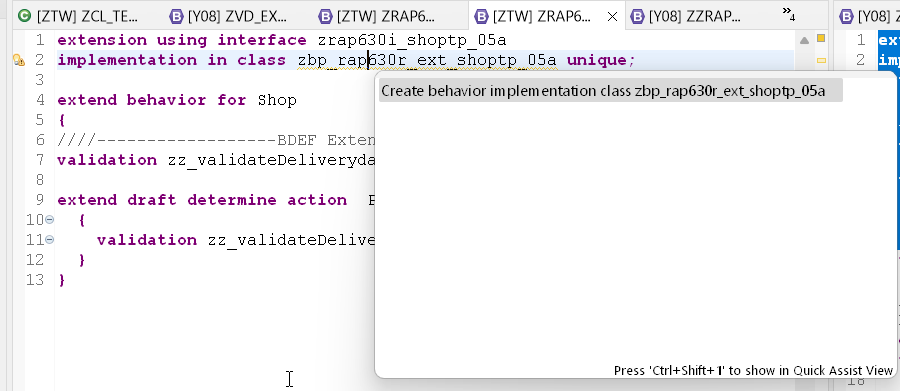 [ZTW] ZCL_TE... [Y08] ZVD_EX... [ZTW] ZRAP6... [ZTW] ZRAP6... [Y08] ZZRAP... »4 [Y08]
1 extension using interface zrap630i_shoptp_05a
2 implementation in class zbp_rap630r_ext_shoptp_05a unique;
3
4 extend behavior for Shop
5 {
6 ////------------------BDEF Exten
7 validation zz_validateDeliveryda
8
9 extend draft determine action P
10 {
11 validation zz_validateDelive
12 }
13 }
Create behavior implementation class zbp_rap630r_ext_shoptp_05a
Press 'Ctrl+Shift+1' to show in Quick Assist View
1 ext
2 imp
18